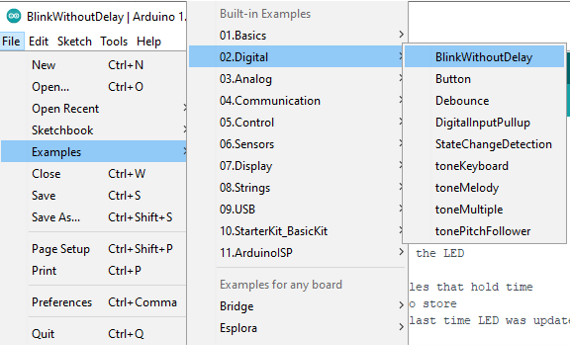 BlinkWithoutDelay | Arduino 1.
File Edit Sketch Tools Help
New Ctrl+N
Open... Ctrl+O
Open Recent
Sketchbook
Examples
Close Ctrl+W
Save Ctrl+S
Save As... Ctrl+Shift+S
Page Setup Ctrl+Shift+P
Print Ctrl+P
Preferences Ctrl+Comma
Quit Ctrl+Q
Built-in Examples
01.Basics
02.Digital
03.Analog
04.Communication
05.Control
06.Sensors
07.Display
08.Strings
09.USB
10.StarterKit_BasicKit
11.ArduinoISP
Examples for any board
Bridge
Esplora
BlinkWithoutDelay
Button
Debounce
DigitalInputPullup
StateChangeDetection
toneKeyboard
toneMelody
toneMultiple
tonePitchFollower
the LED
les that hold time
o store
last time LED was update